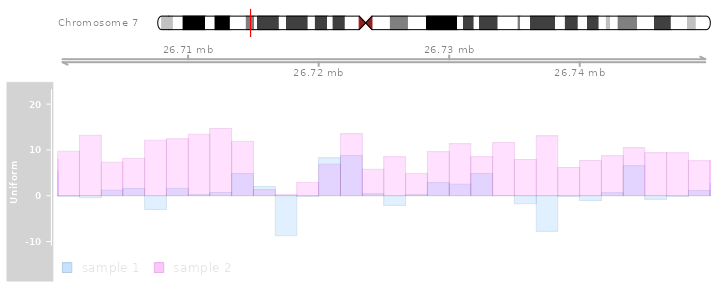 Chromosome 7
26.71 mb
26.73 mb
26.72 mb
26.74 mb
Uniform
20
10
0
-10
sample 1
sample 2